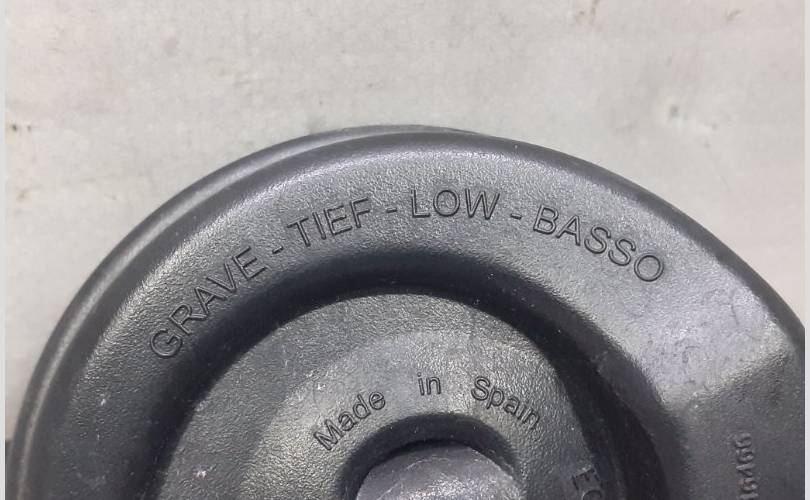 GRAVE - TIEF - LOW - BASSO
Made in Spain